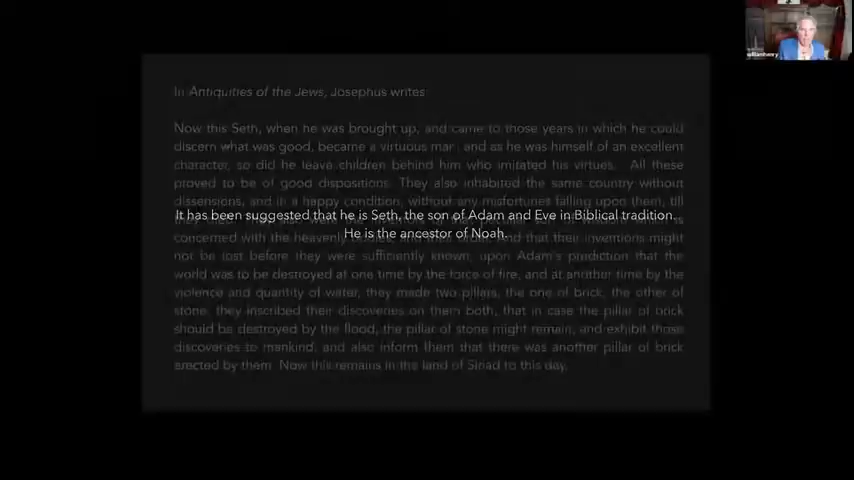 In Antiquities of the Jews, Josephus writes:
Now this Seth, when he was brought up, and came to those years in which he could
discern what was good, became a virtuous man; and as he was himself of an excellent
character, so did he leave children behind him who imitated his virtues. All these
proved to be of good dispositions. They also inhabited the same country without
dissensions, and in a happy condition, without any misfortunes falling upon them, till
It has been suggested that he is Seth, the son of Adam and Eve in Biblical tradition.
He is the ancestor of Noah.
concerned with the heavenly And that their inventions might
not be lost before they were sufficiently known, upon Adam's prediction that the
world was to be destroyed at one time by the force of fire, and at another time by the
violence and quantity of water, they made two pillars, the one of brick, the other of
stone: they inscribed their discoveries on them both, that in case the pillar of brick
should be destroyed by the flood, the pillar of stone might remain, and exhibit those
discoveries to mankind; and also inform them that there was another pillar of brick
erected by them. Now this remains in the land of Siriad to this day.